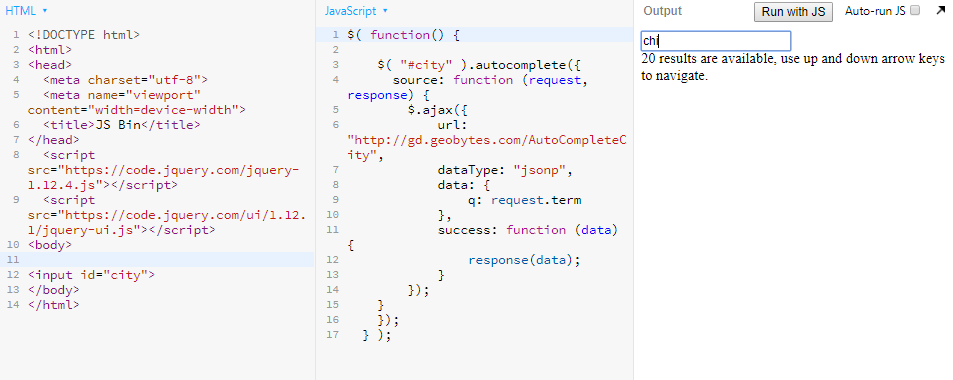 HTML ▾
1 <!DOCTYPE html>
2 <html>
3 <head>
4 <meta charset="utf-8">
5 <meta name="viewport"
content="width=device-width">
6 <title>JS Bin</title>
7 </head>
8 <script
src="https://code.jquery.com/jquery-
1.12.4.js"></script>
9 <script
src="https://code.jquery.com/ui/1.12.
1/jquery-ui.js"></script>
10 <body>
11
12 <input id="city">
13 </body>
14 </html>
JavaScript ▾
1 $( function() {
2
3 $( "#city" ).autocomplete({
4 source: function (request,
response) {
5 $.ajax({
6 url:
"http://gd.geobytes.com/AutoCompleteC
ity",
7 dataType: "jsonp",
8 data: {
9 q: request.term
10 },
11 success: function (data)
{
12 response(data);
13 }
14 });
15 }
16 });
17 } );
Output
Run with JS
Auto-run JS
chi
20 results are available, use up and down arrow keys
to navigate.